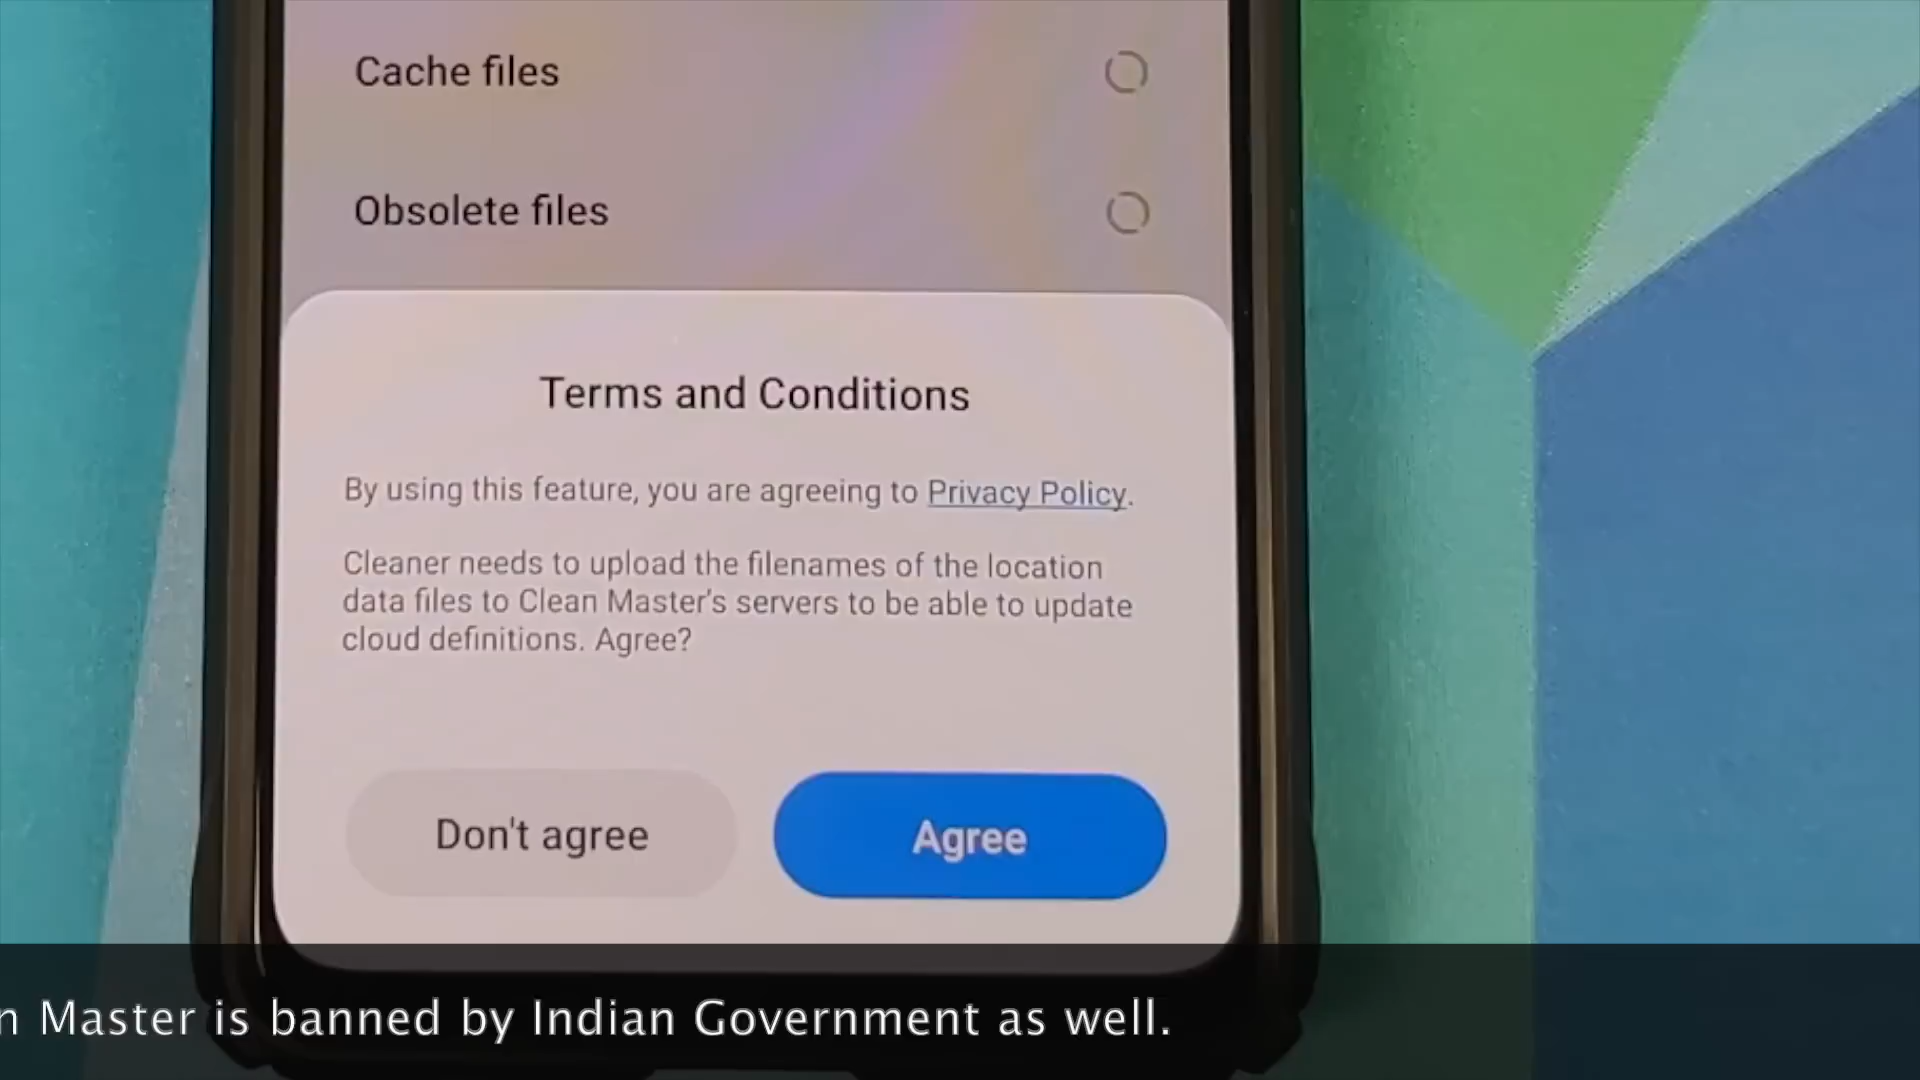 Cache files
Obsolete files
Terms and Conditions
By using this feature, you are agreeing to Privacy Policy.
Cleaner needs to upload the filenames of the location
data files to Clean Master's servers to be able to update
cloud definitions. Agree?
Don't agree
Agree
n Master is banned by Indian Government as well.